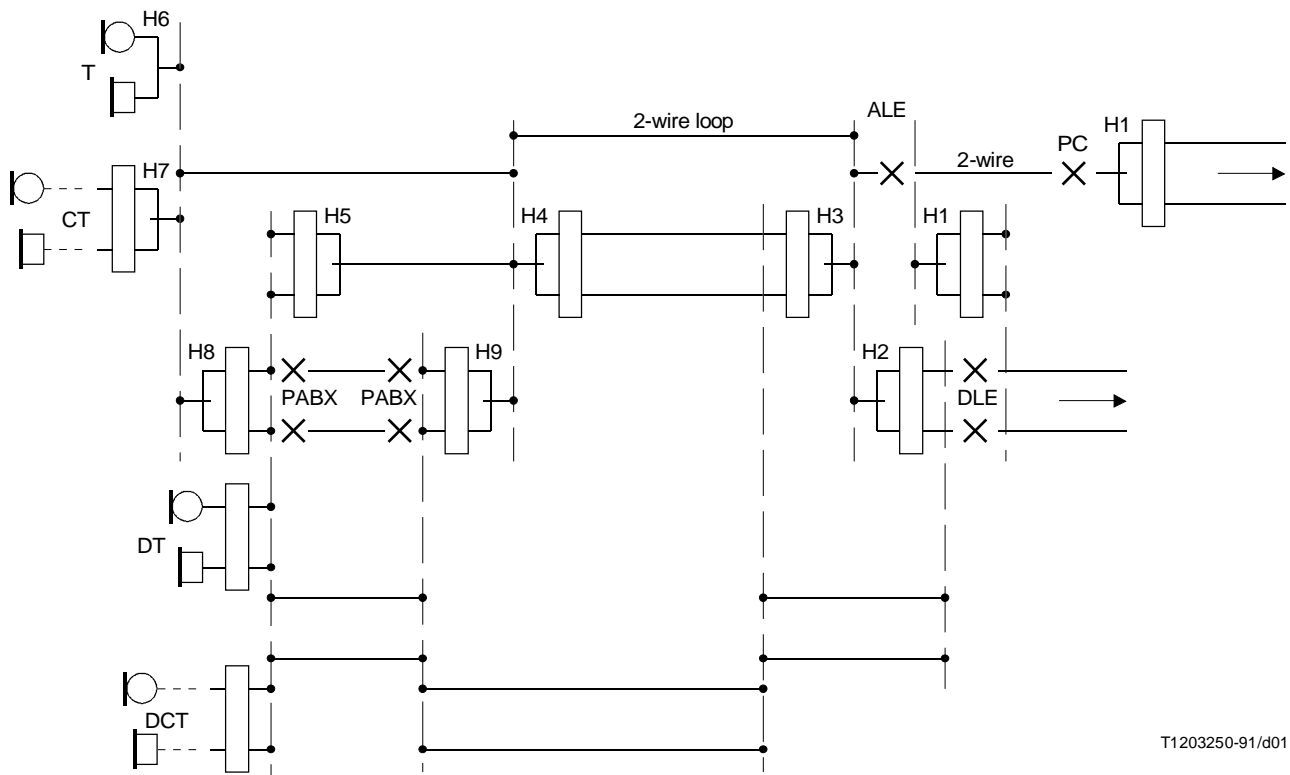 H6
T
2-wire loop
ALE
H1
PC
2-wire
H7
CT
H5
H4
H3
H1
H8
H9
H2
PABX
PABX
DLE
DT
DCT
T1203250-91/d01